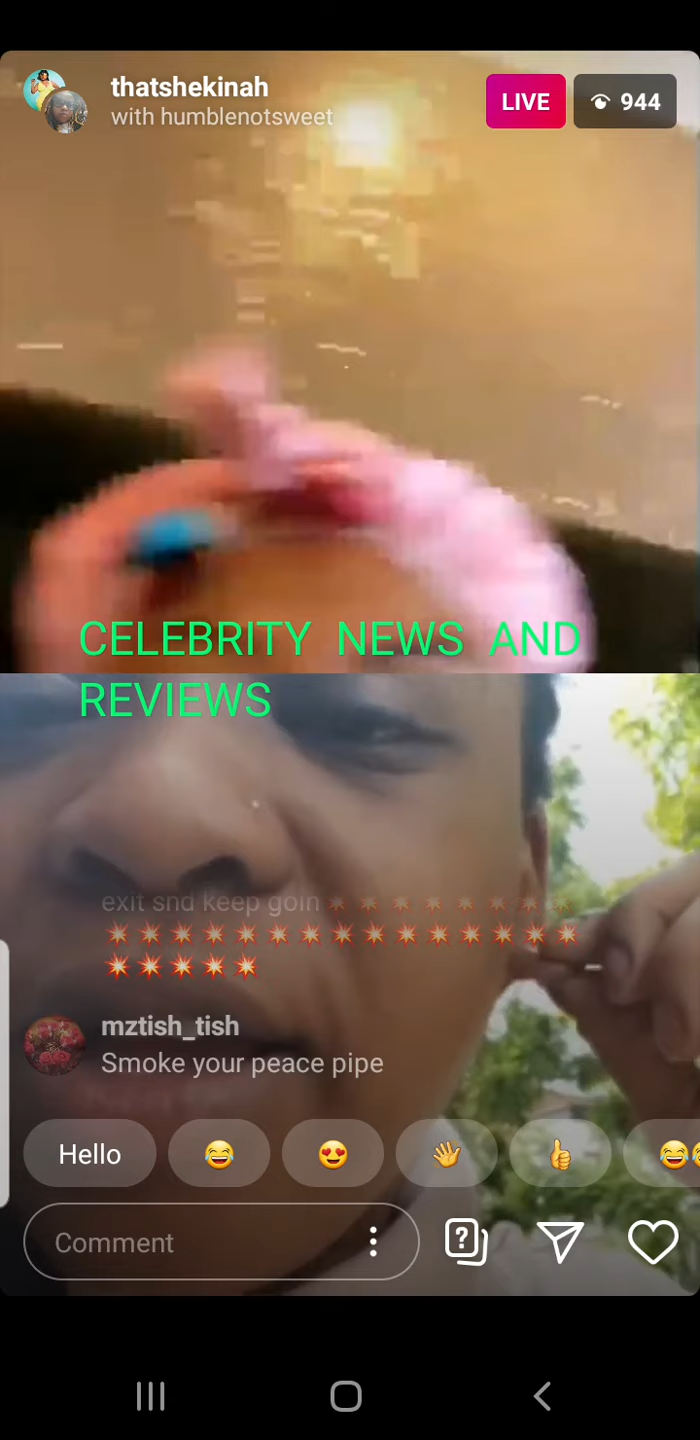 thatshekinah
with humblenotsweet
LIVE
944
CELEBRITY NEWS AND
REVIEWS
exit snd keep goin
mztish_tish
Smoke your peace pipe
Hello
Comment
?